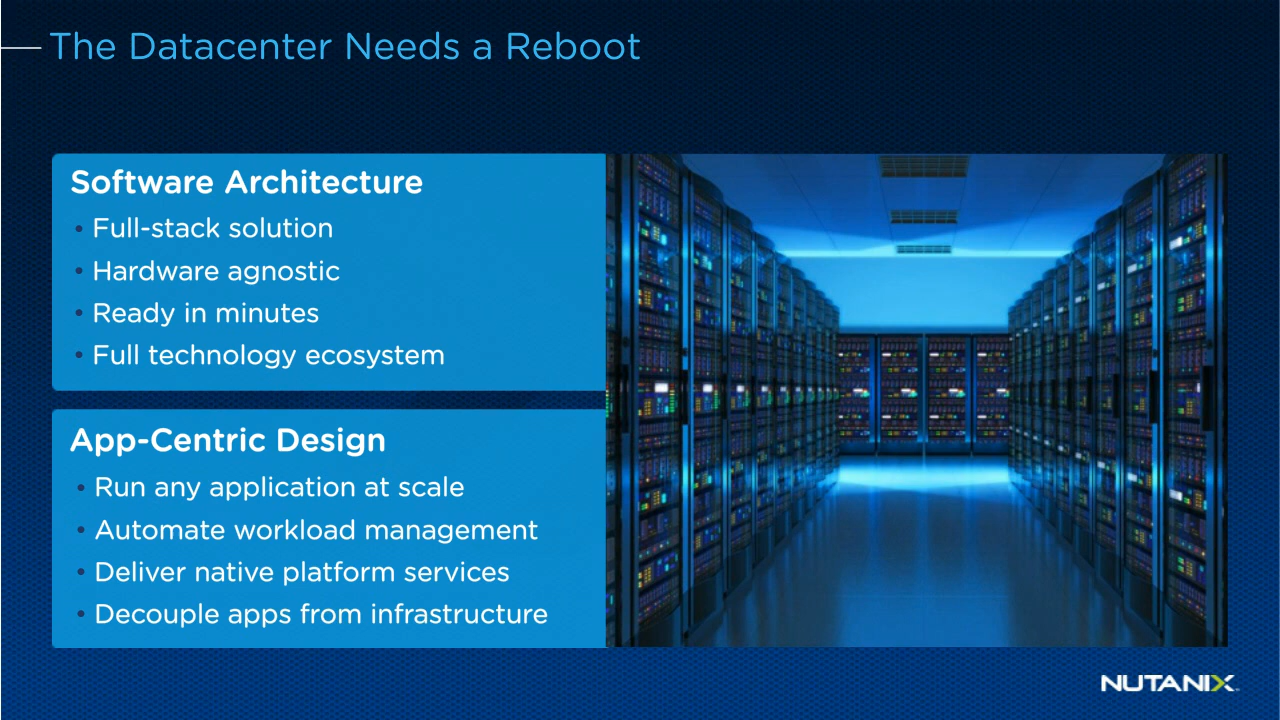 The Datacenter Needs a Reboot
Software Architecture
• Full-stack solution
• Hardware agnostic
• Ready in minutes
• Full technology ecosystem
App-Centric Design
• Run any application at scale
• Automate workload management
• Deliver native platform services
• Decouple apps from infrastructure
NUTANIX